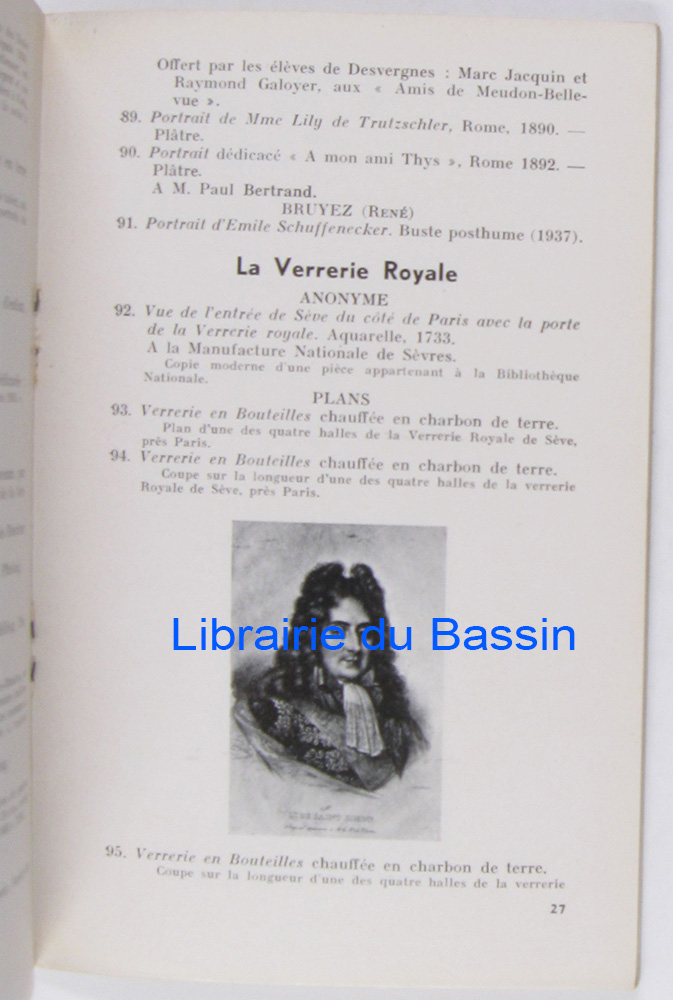 Offert par les élèves de Desvergnes : Marc Jacquin et
Raymond Galoyer, aux « Amis de Meudon-Belle-
vue ».
89. Portrait de Mme Lily de Trutzschler, Rome, 1890. —
Plâtre.
90. Portrait dédicacé « A mon ami Thys », Rome 1892. —
Plâtre.
A M. Paul Bertrand.
BRUYEZ (RENÉ)
91. Portrait d'Emile Schuffenecker. Buste posthume (1937).
La Verrerie Royale
ANONYME
92. Vue de l'entrée de Sève du côté de Paris avec la porte
de la Verrerie royale. Aquarelle, 1733.
A la Manufacture Nationale de Sèvres.
Copie moderne d'une pièce appartenant à la Bibliothèque
Nationale.
PLANS
93. Verrerie en Bouteilles chauffée en charbon de terre.
Plan d'une des quatre halles de la Verrerie Royale de Sève,
près Paris.
94. Verrerie en Bouteilles chauffée en charbon de terre.
Coupe sur la longueur d'une des quatre halles de la verrerie
Royale de Sève, près Paris.
Librairie du Bassin
95. Verrerie en Bouteilles chauffée en charbon de terre.
Coupe sur la longueur d'une des quatre halles de la verrerie
27